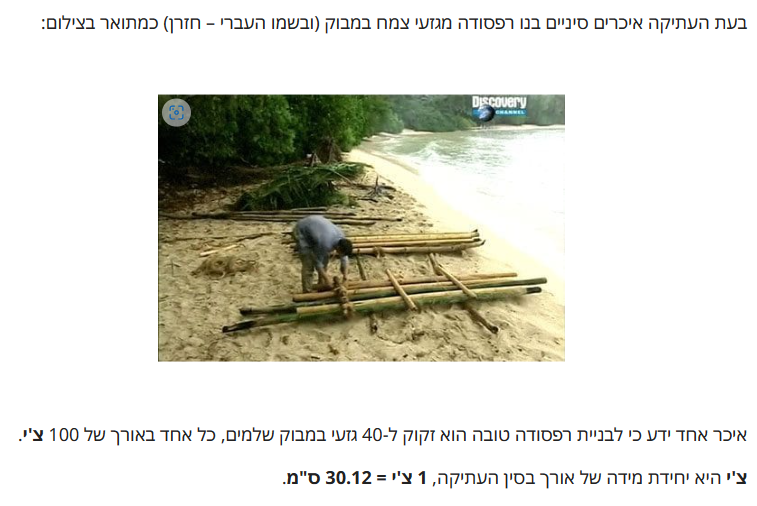 בעת העתיקה איכרים סיניים בנו רפסודה מגזעי צמח במבוק (ובשמו העברי – חזרן) כמתואר בצילום:
Discovery
CHANNEL
איכר אחד ידע כי לבניית רפסודה טובה הוא זקוק ל-40 גזעי במבוק שלמים, כל אחד באורך של 100 צ'י.
צ'י היא יחידת מידה של אורך בסין העתיקה, 1 צ'י = 30.12 ס"מ.